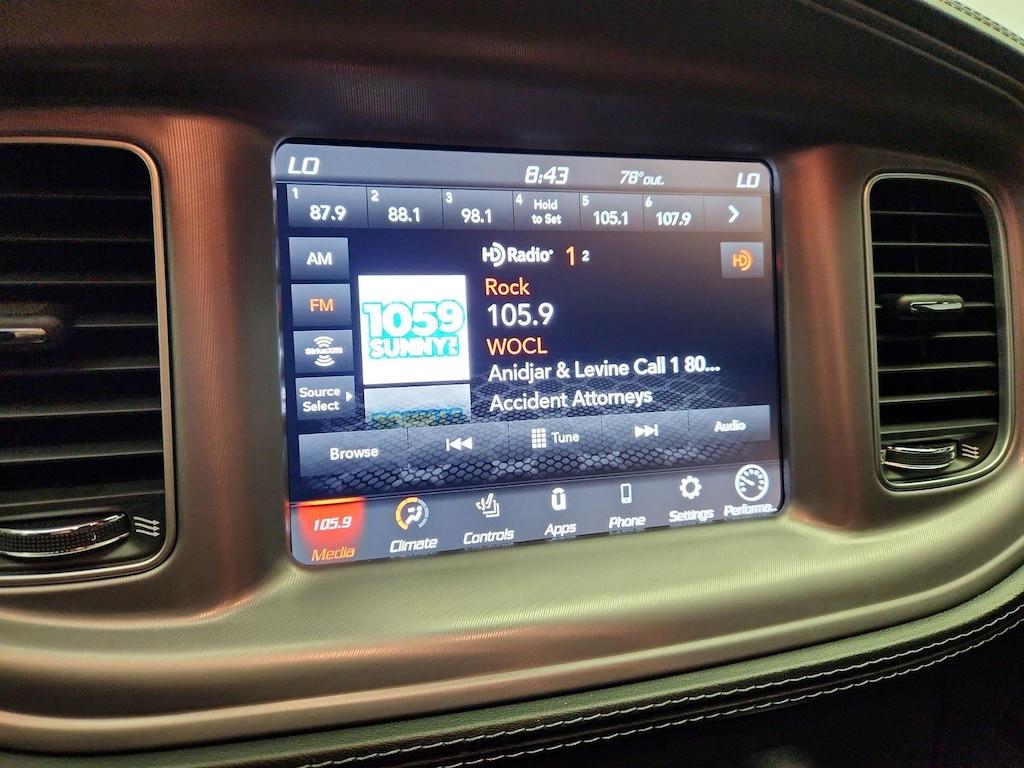 LO 8:43 78° out. LO
1 87.9 2 88.1 3 98.1 4 Hold to Set 5 105.1 6 107.9
AM
HD Radio 1 2
HD
FM
Rock
105.9
1059
SUNNY
WOCL
SiriusXM
Anidjar & Levine Call 1 80...
Source
Select
Accident Attorneys
Browse Tune Audio
105.9
Media Climate Controls Apps Phone Settings Performa...